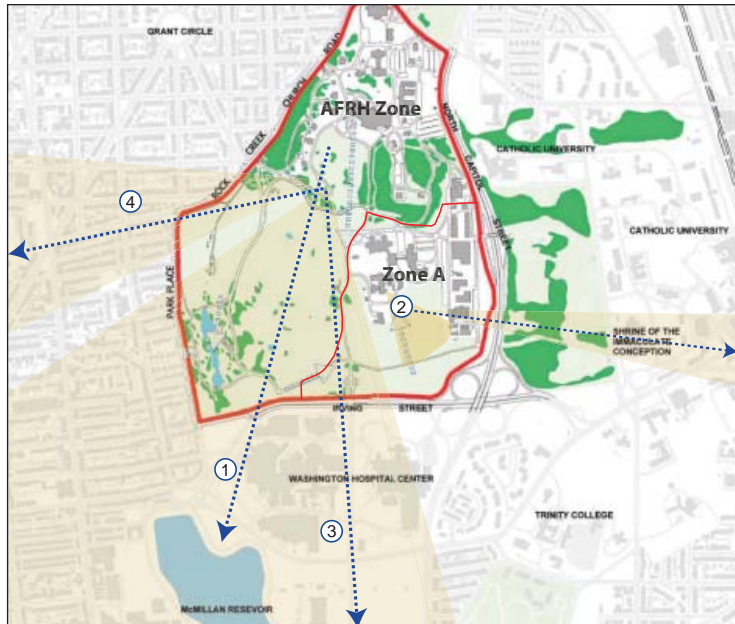 GRANT CIRCLE
ROCK CREEK CHURCH ROAD
AFRH Zone
NORTH CAPITOL STREET
CATHOLIC UNIVERSITY
4
CATHOLIC UNIVERSITY
PARK PLACE
Zone A
2
SHRINE OF THE
IMMACULATE
CONCEPTION
IRVING STREET
1
WASHINGTON HOSPITAL CENTER
3
TRINITY COLLEGE
McMILLAN RESEVOIR